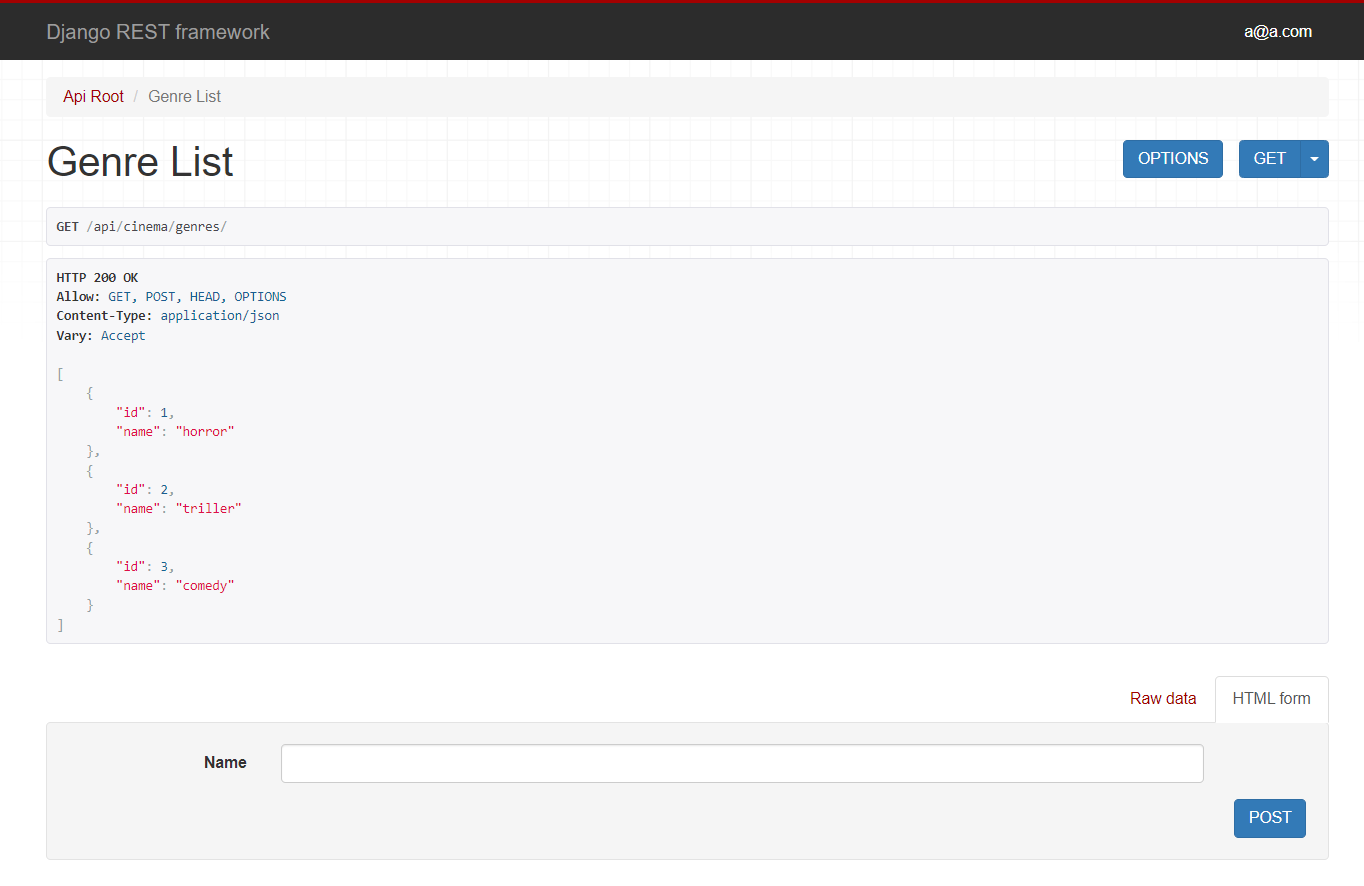 Django REST framework
a@a.com
Api Root / Genre List
Genre List
OPTIONS
GET
GET /api/cinema/genres/
HTTP 200 OK
Allow: GET, POST, HEAD, OPTIONS
Content-Type: application/json
Vary: Accept
[
    {
        "id": 1,
        "name": "horror"
    },
    {
        "id": 2,
        "name": "triller"
    },
    {
        "id": 3,
        "name": "comedy"
    }
]
Raw data
HTML form
Name
POST